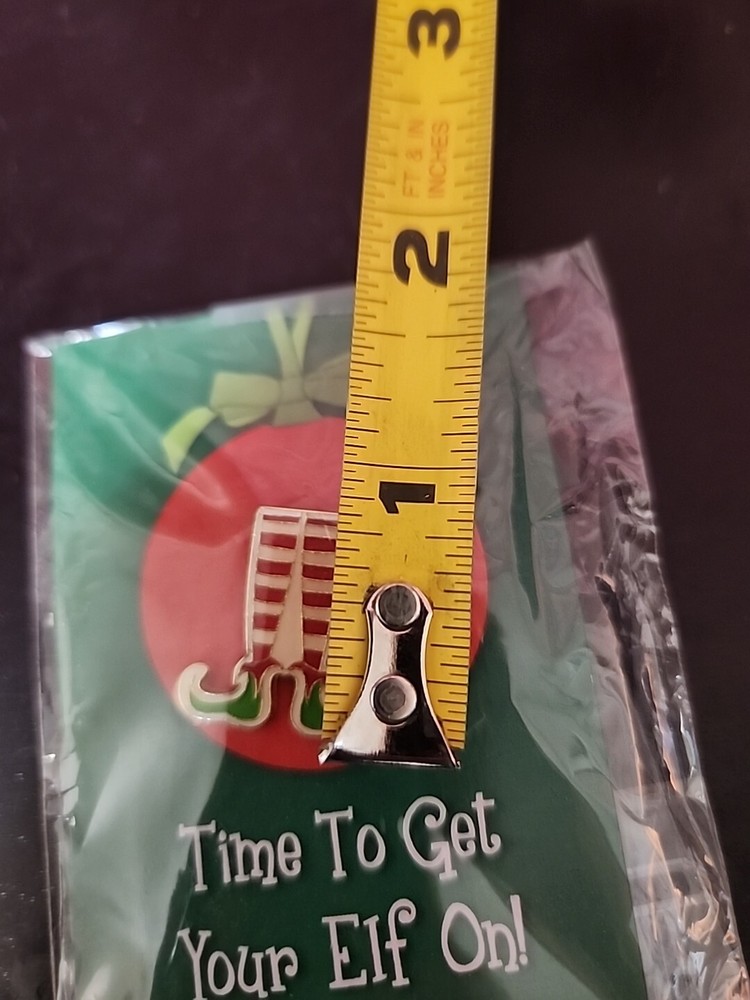 3
FT & IN
INCHES
2
1
Time To Get
Your Elf On!